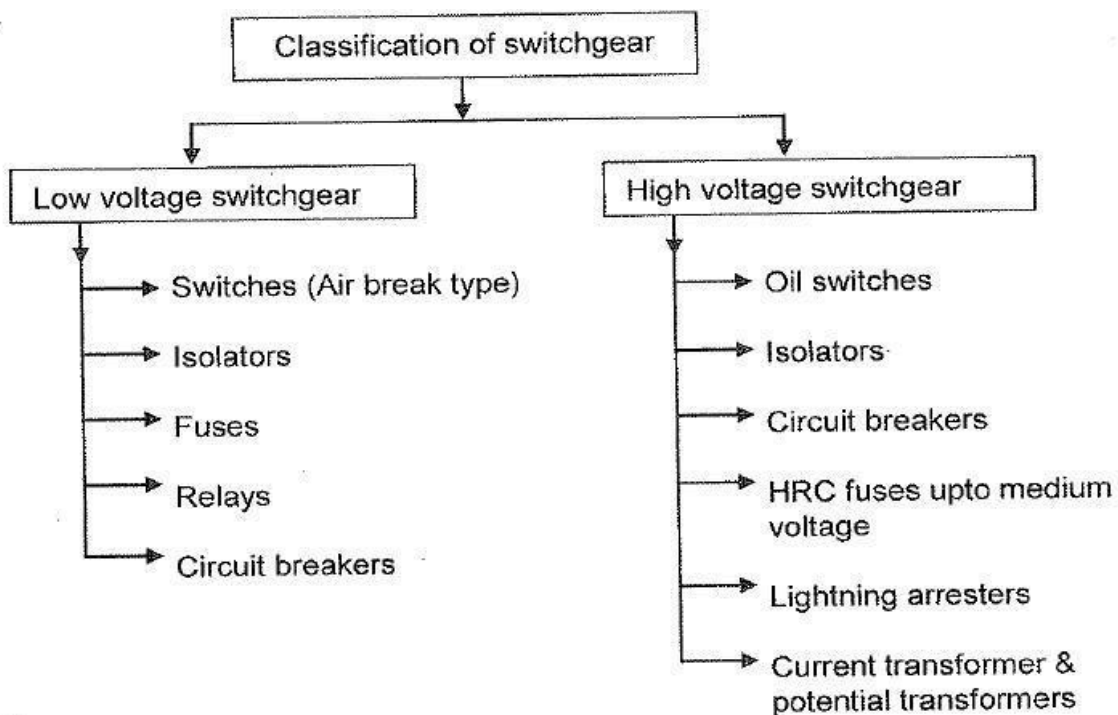 Classification of switchgear
Low voltage switchgear
Switches (Air break type)
Isolators
Fuses
Relays
Circuit breakers
High voltage switchgear
Oil switches
Isolators
Circuit breakers
HRC fuses upto medium
voltage
Lightning arresters
Current transformer &
potential transformers